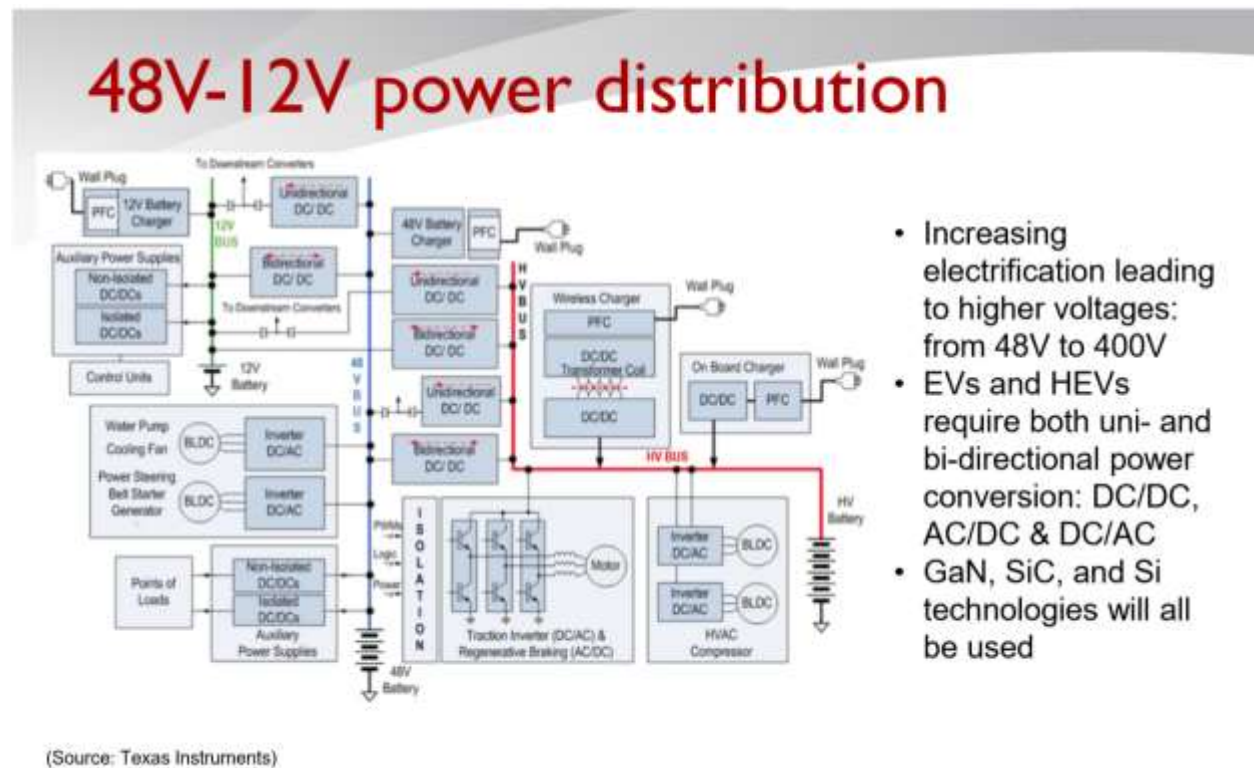 48V-12V power distribution
To Downstream Converters
Wall Plug
PFC
12V Battery
Charger
Unidirectional
DC/ DC
12V
BUS
48V Battery
Charger
PFC
Wall Plug
Auxiliary Power Supplies
Non-Isolated
DC/DCs
Isolated
DC/DCs
Control Units
Bidirectional
DC/ DC
To Downstream Converters
12V
Battery
Unidirectional
DC/ DC
Bidirectional
DC/ DC
HV BUS
Wireless Charger
PFC
DC/DC
Transformer Coil
DC/DC
Wall Plug
On Board Charger
DC/DC
PFC
Wall Plug
48V BUS
Unidirectional
DC/ DC
Bidirectional
DC/ DC
HV BUS
HV
Battery
Water Pump
Cooling Fan
BLDC
Inverter
DC/AC
Power Steering
Belt Starter
Generator
BLDC
Inverter
DC/AC
Points of
Loads
Non-Isolated
DC/DCs
Isolated
DC/DCs
Auxiliary
Power Supplies
48V
Battery
PWMs
Logic
Power
ISOLATION
Motor
Traction Inverter (DC/AC) &
Regenerative Braking (AC/DC)
Inverter
DC/AC
BLDC
Inverter
DC/AC
BLDC
HVAC
Compressor
• Increasing
electrification leading
to higher voltages:
from 48V to 400V
• EVs and HEVs
require both uni- and
bi-directional power
conversion: DC/DC,
AC/DC & DC/AC
• GaN, SiC, and Si
technologies will all
be used
(Source: Texas Instruments)